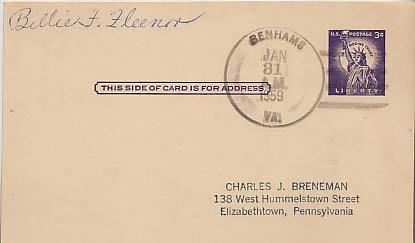 Billie F. Fleenor
BENHAMS
JAN
31
A.M.
1959
VA.
U.S. POSTAGE 3¢
LIBERTY
THIS SIDE OF CARD IS FOR ADDRESS
CHARLES J. BRENEMAN
138 West Hummelstown Street
Elizabethtown, Pennsylvania